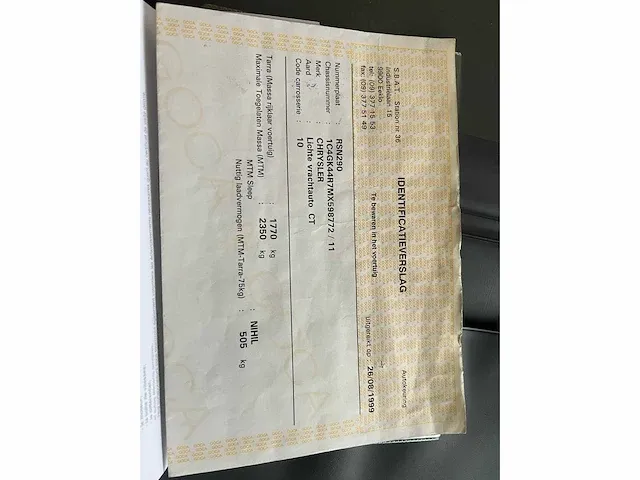 S.B.A.T. Station nr 36
Industrielaan 15
9900 Eeklo
tel: (09) 377 15 53
fax: (09) 377 51 49
Autokeuring
IDENTIFICATIEVERSLAG
Te bewaren in het voertuig
uitgereikt op : 26/08/1999
Nummerplaat : RSN290
Chassisnummer : 1C4GK44R7MX598772 / 11
Merk : CHRYSLER
Aard : Lichte vrachtauto CT
Code carrosserie : 10
Tarra (Massa rijklaar voertuig) : 1770 kg
Maximale Toegelaten Massa (MTM) : 2350 kg
MTM Sleep : NIHIL
Nuttig laadvermogen (MTM-Tarra-75kg) : 505 kg